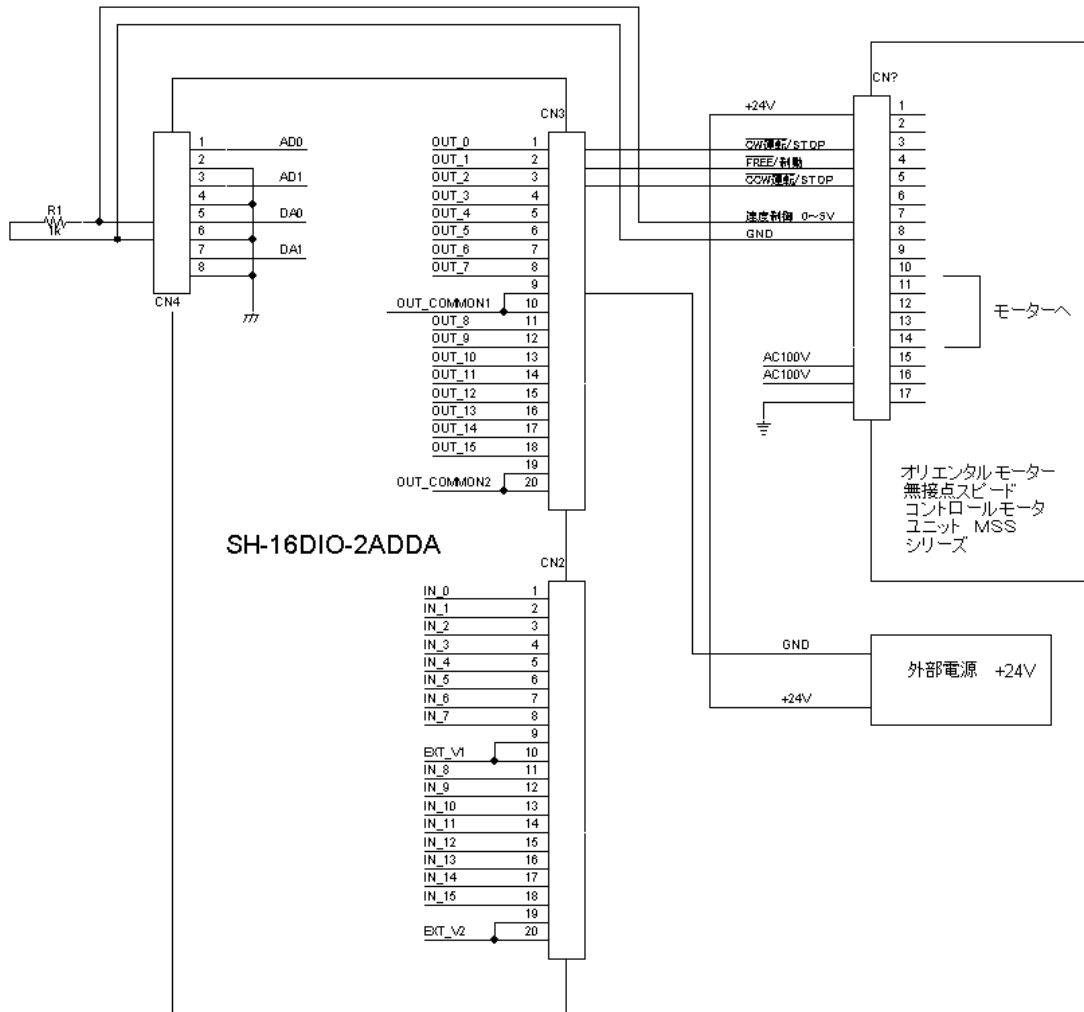 CN4
1 AD0
2
3 AD1
4
5 DA0
6
7 DA1
8
R1
1k
CN3
OUT_0 1
OUT_1 2
OUT_2 3
OUT_3 4
OUT_4 5
OUT_5 6
OUT_6 7
OUT_7 8
9
OUT_COMMON1 10
OUT_8 11
OUT_9 12
OUT_10 13
OUT_11 14
OUT_12 15
OUT_13 16
OUT_14 17
OUT_15 18
19
OUT_COMMON2 20
SH-16DIO-2ADDA
CN2
IN_0 1
IN_1 2
IN_2 3
IN_3 4
IN_4 5
IN_5 6
IN_6 7
IN_7 8
9
EXT_V1 10
IN_8 11
IN_9 12
IN_10 13
IN_11 14
IN_12 15
IN_13 16
IN_14 17
IN_15 18
19
EXT_V2 20
CN?
+24V 1
2
CW運転/STOP 3
FREE/制動 4
CCW運転/STOP 5
6
速度制御 0～5V 7
GND 8
9
10
11
12
13
14
モーターへ
AC100V 15
AC100V 16
17
オリエンタルモーター
無接点スピード
コントロールモータ
ユニット MSS
シリーズ
GND
+24V
外部電源 +24V